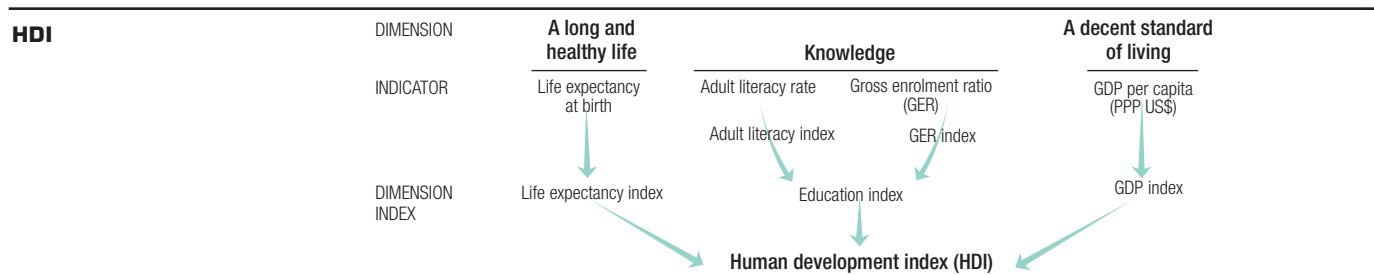 HDI
DIMENSION
A long and
healthy life
Knowledge
A decent standard
of living
INDICATOR
Life expectancy
at birth
Adult literacy rate
Gross enrolment ratio
(GER)
GDP per capita
(PPP US$)
Adult literacy index
GER index
DIMENSION
INDEX
Life expectancy index
Education index
GDP index
Human development index (HDI)